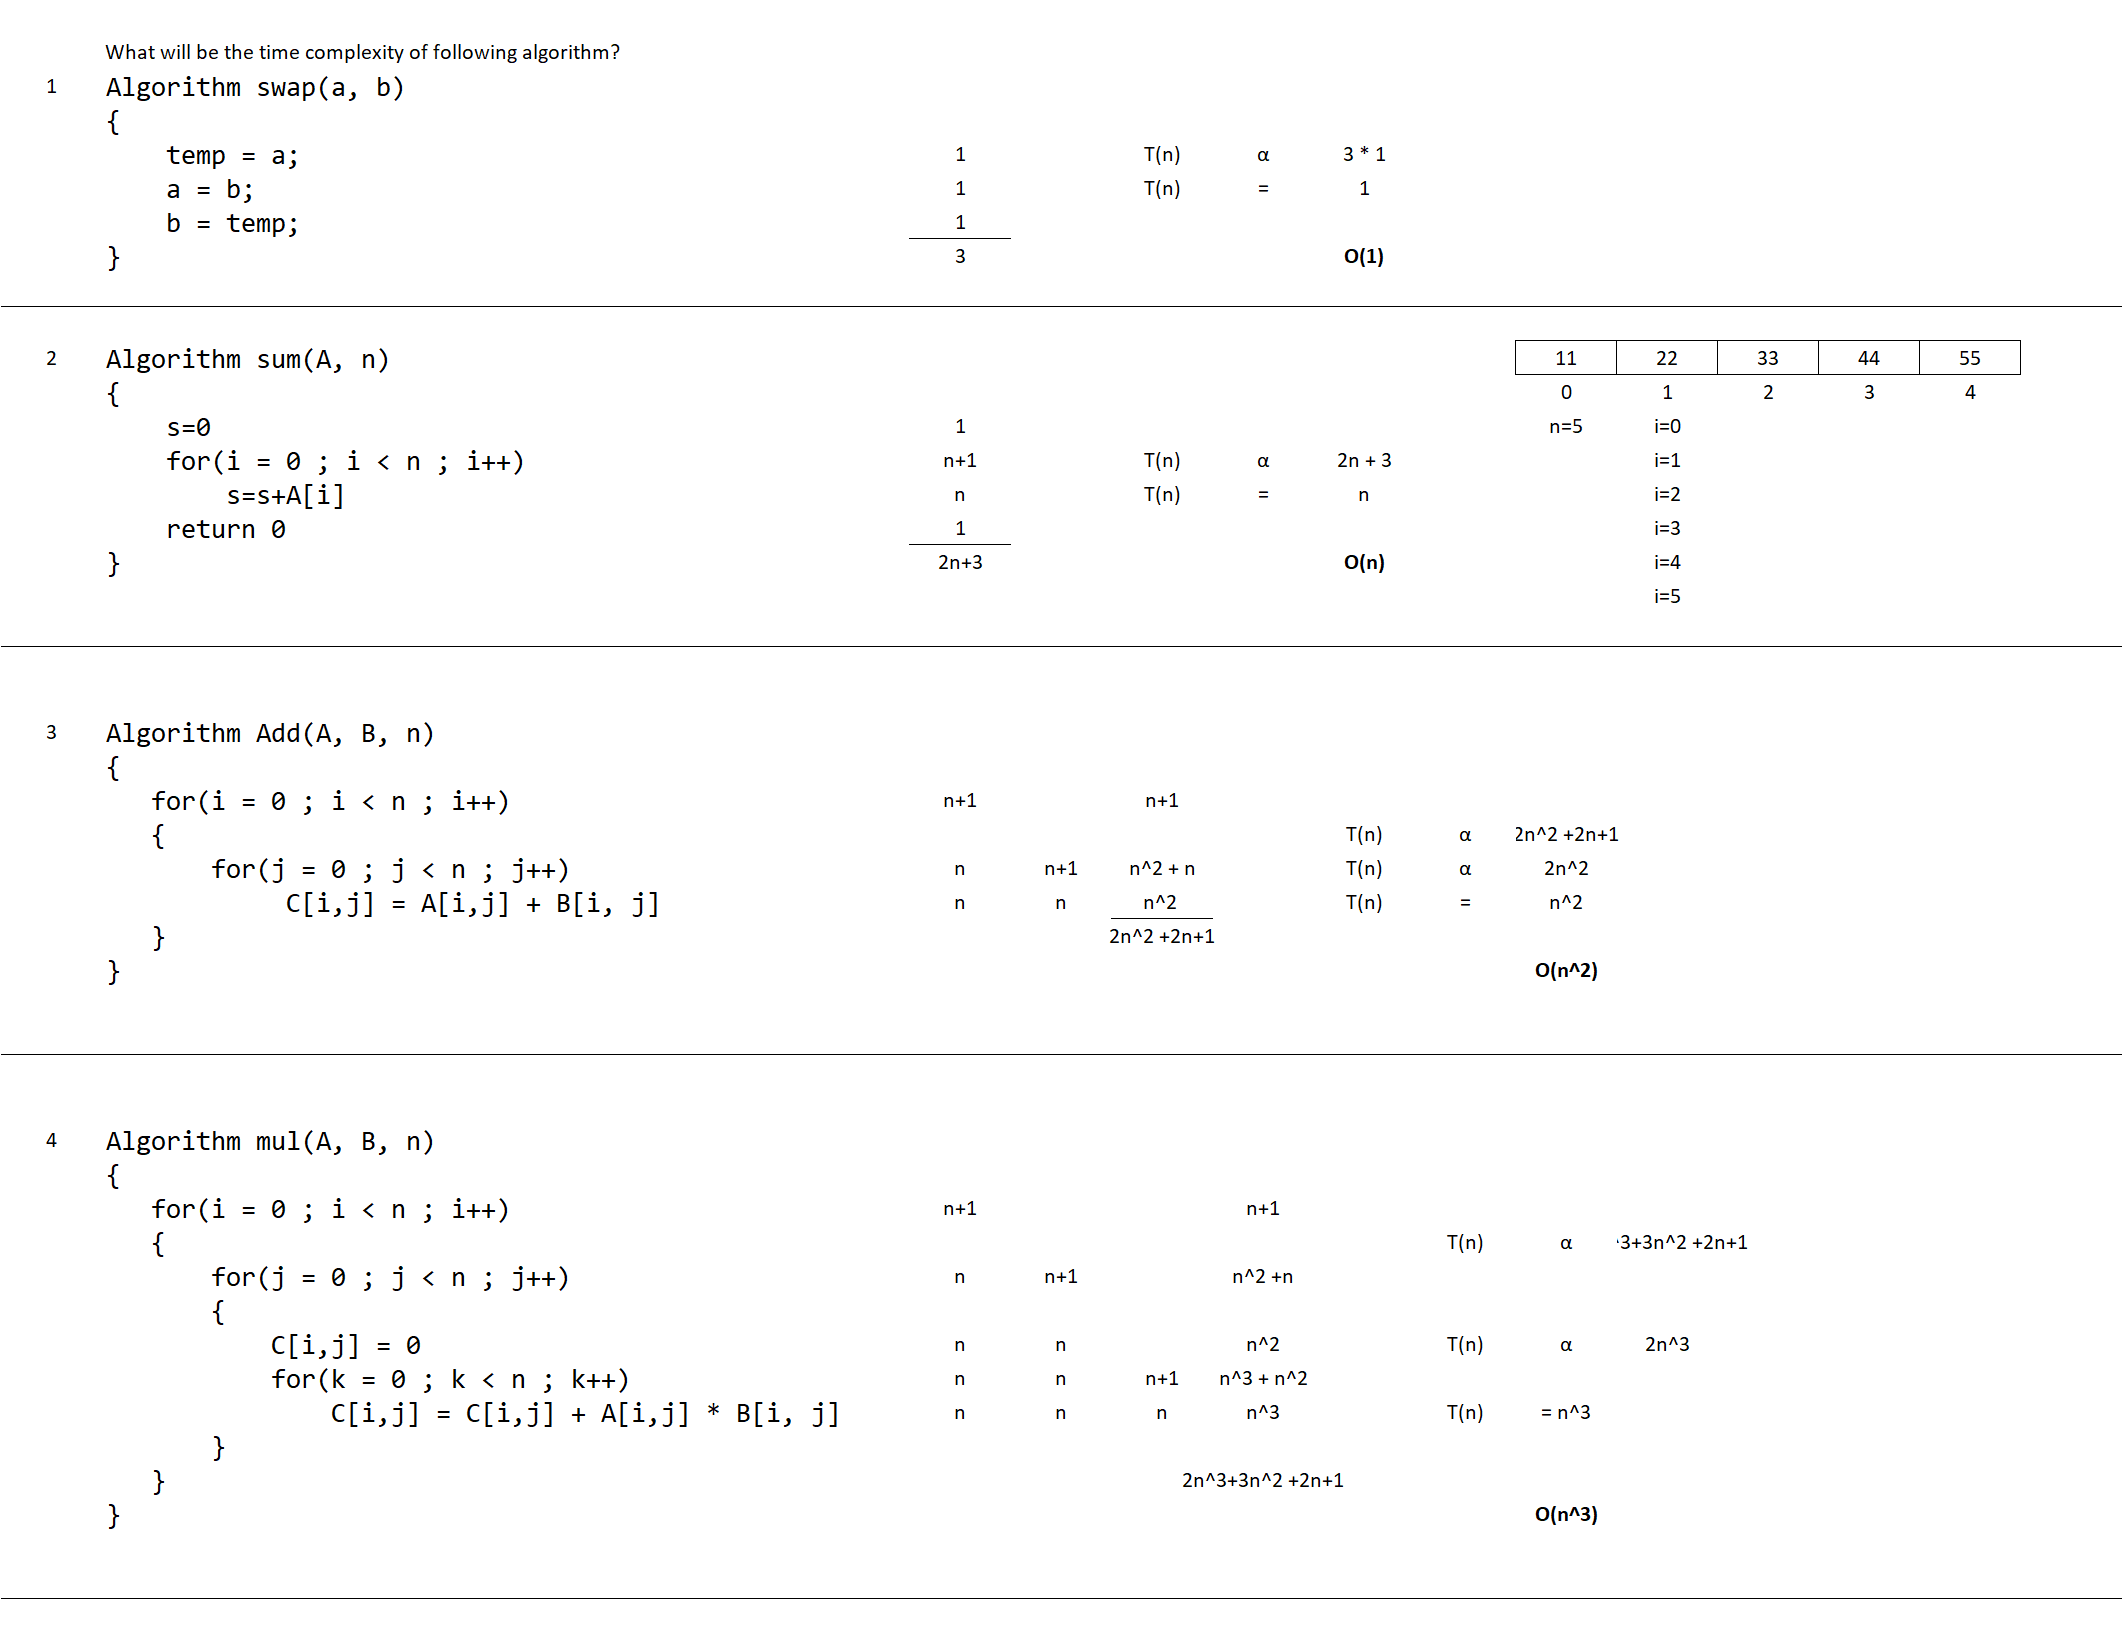 What will be the time complexity of following algorithm?
1 Algorithm swap(a, b)
{
temp = a; 1 T(n) α 3 * 1
a = b; 1 T(n) = 1
b = temp; 1
} 3 O(1)
2 Algorithm sum(A, n) 11 22 33 44 55
{ 0 1 2 3 4
s=0 1 n=5 i=0
for(i = 0 ; i < n ; i++) n+1 T(n) α 2n + 3 i=1
s=s+A[i] n T(n) = n i=2
return 0 1 i=3
} 2n+3 O(n) i=4
i=5
3 Algorithm Add(A, B, n)
{
for(i = 0 ; i < n ; i++) n+1 n+1
{ T(n) α 2n^2 +2n+1
for(j = 0 ; j < n ; j++) n n+1 n^2 + n T(n) α 2n^2
C[i,j] = A[i,j] + B[i, j] n n n^2 T(n) = n^2
} 2n^2 +2n+1
} O(n^2)
4 Algorithm mul(A, B, n)
{
for(i = 0 ; i < n ; i++) n+1 n+1
{ T(n) α ^3+3n^2 +2n+1
for(j = 0 ; j < n ; j++) n n+1 n^2 +n
{
C[i,j] = 0 n n n^2 T(n) α 2n^3
for(k = 0 ; k < n ; k++) n n n+1 n^3 + n^2
C[i,j] = C[i,j] + A[i,j] * B[i, j] n n n n^3 T(n) = n^3
}
} 2n^3+3n^2 +2n+1
} O(n^3)